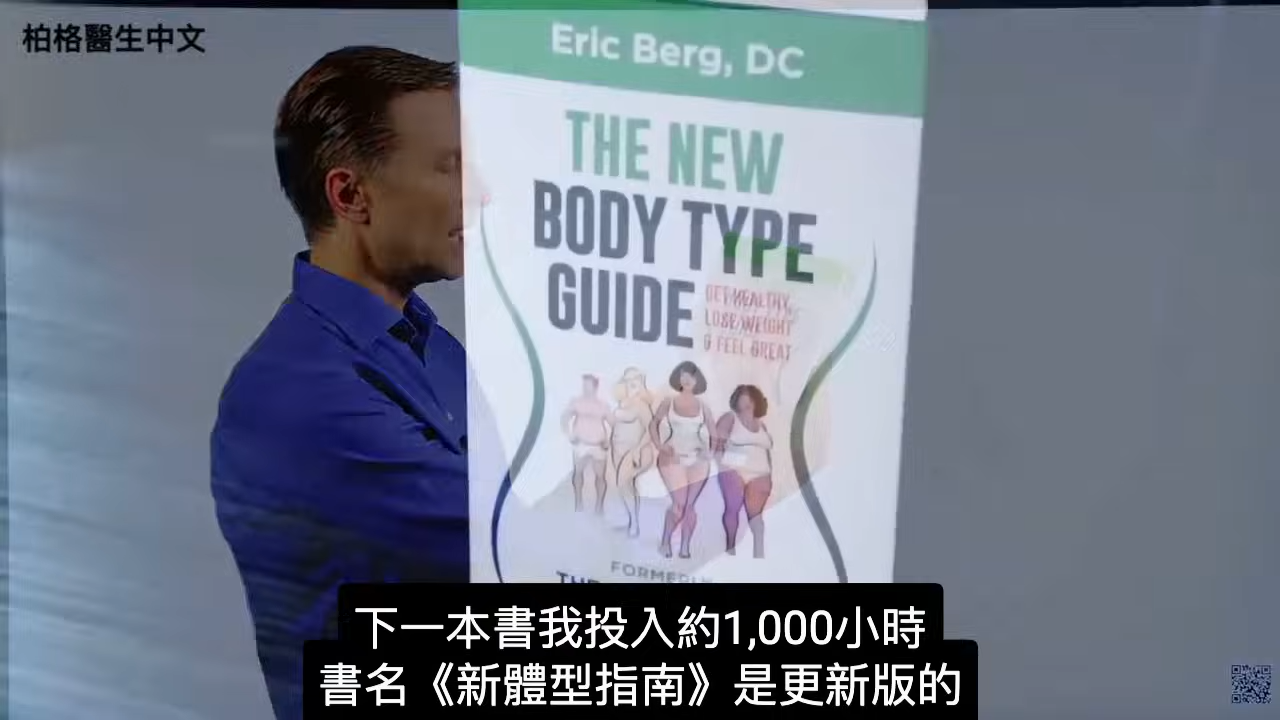 柏格醫生中文
Eric Berg, DC
THE NEW
BODY TYPE
GUIDE
GET HEALTHY,
LOSE WEIGHT
& FEEL GREAT
FORMERLY
下一本書我投入約1,000小時
書名《新體型指南》是更新版的